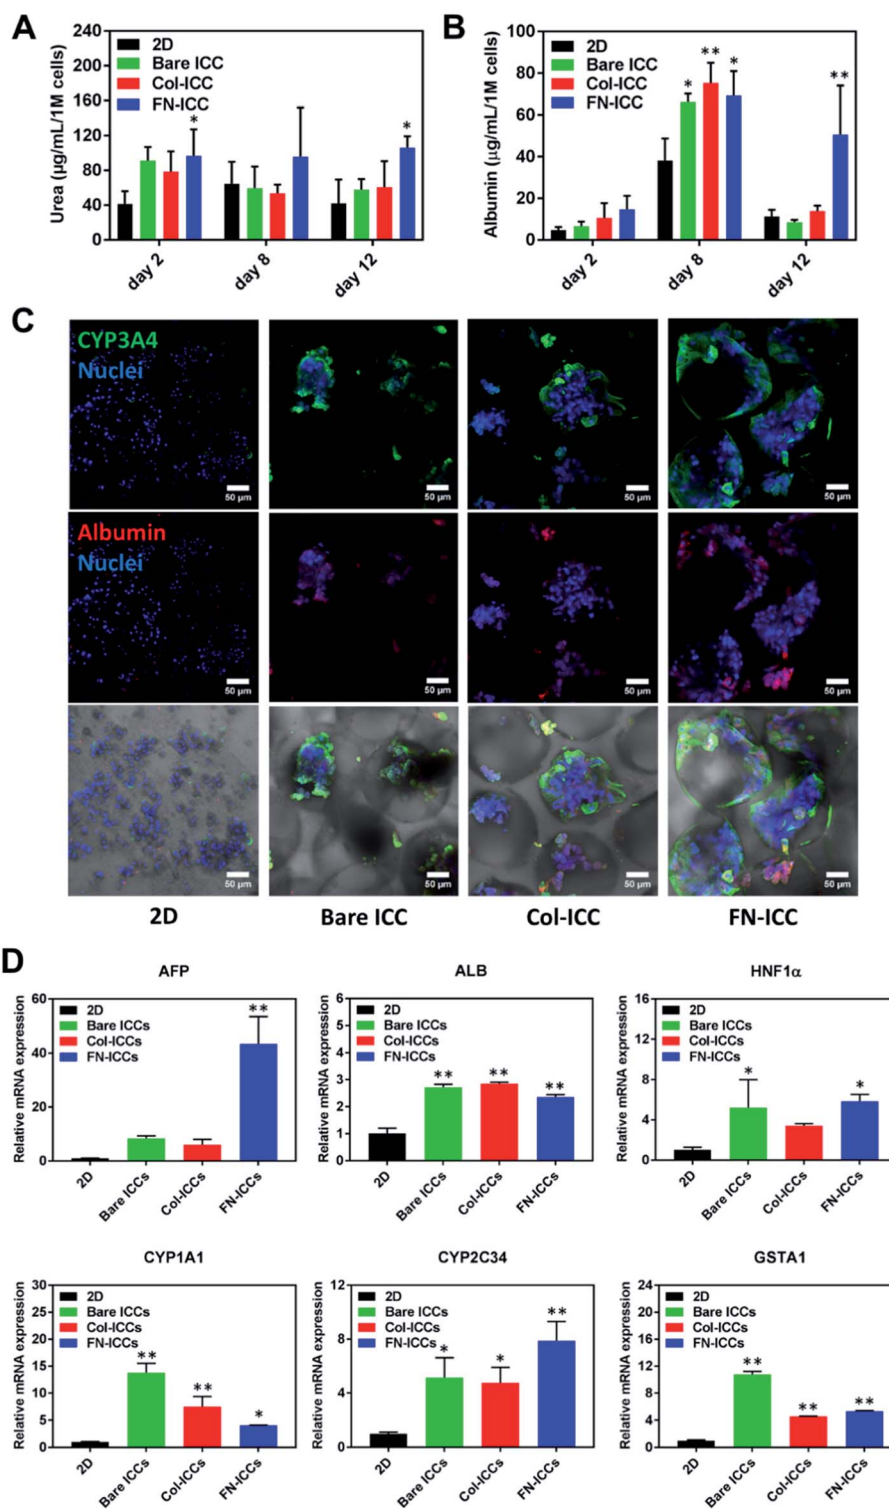 A
Urea (µg/mL/1M cells)
240
200
160
120
80
40
0
2D
Bare ICC
Col-ICC
FN-ICC
*
*
day 2
day 8
day 12
B
Albumin (µg/mL/1M cells)
100
80
60
40
20
0
2D
Bare ICC
Col-ICC
FN-ICC
*
**
*
**
day 2
day 8
day 12
C
CYP3A4
Nuclei
50 µm
50 µm
50 µm
50 µm
Albumin
Nuclei
50 µm
50 µm
50 µm
50 µm
50 µm
50 µm
50 µm
50 µm
2D
Bare ICC
Col-ICC
FN-ICC
D
AFP
Relative mRNA expression
60
40
20
0
2D
Bare ICCs
Col-ICCs
FN-ICCs
**
2D
Bare ICCs
Col-ICCs
FN-ICCs
ALB
Relative mRNA expression
6
5
4
3
2
1
0
2D
Bare ICCs
Col-ICCs
FN-ICCs
**
**
**
2D
Bare ICCs
Col-ICCs
FN-ICCs
HNF1α
Relative mRNA expression
16
12
8
4
0
2D
Bare ICCs
Col-ICCs
FN-ICCs
*
*
2D
Bare ICCs
Col-ICCs
FN-ICCs
CYP1A1
Relative mRNA expression
30
25
20
15
10
5
0
2D
Bare ICCs
Col-ICCs
FN-ICCs
**
**
*
2D
Bare ICCs
Col-ICCs
FN-ICCs
CYP2C34
Relative mRNA expression
12
8
4
0
2D
Bare ICCs
Col-ICCs
FN-ICCs
*
*
**
2D
Bare ICCs
Col-ICCs
FN-ICCs
GSTA1
Relative mRNA expression
24
20
16
12
8
4
0
2D
Bare ICCs
Col-ICCs
FN-ICCs
**
**
**
2D
Bare ICCs
Col-ICCs
FN-ICCs